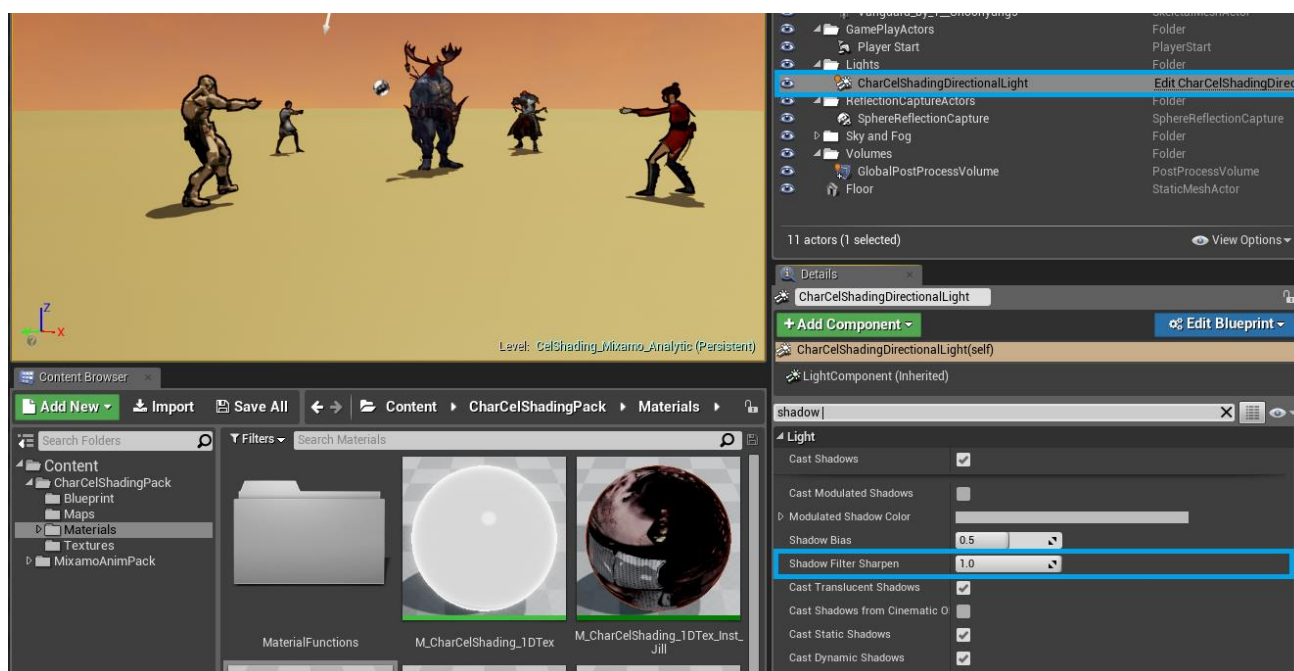 GamePlayActors Folder
Player Start PlayerStart
Lights Folder
CharCelShadingDirectionalLight Edit CharCelShadingDirec
ReflectionCaptureActors Folder
SphereReflectionCapture SphereReflectionCapture
Sky and Fog Folder
Volumes Folder
GlobalPostProcessVolume PostProcessVolume
Floor StaticMeshActor
11 actors (1 selected) View Options
Z
X
Level: CelShading_Mixamo_Analytic (Persistent)
Details
CharCelShadingDirectionalLight
+Add Component Edit Blueprint
CharCelShadingDirectionalLight(self)
LightComponent (Inherited)
shadow
Light
Cast Shadows
Cast Modulated Shadows
Modulated Shadow Color
Shadow Bias 0.5
Shadow Filter Sharpen 1.0
Cast Translucent Shadows
Cast Shadows from Cinematic O
Cast Static Shadows
Cast Dynamic Shadows
Content Browser
Add New Import Save All Content CharCelShadingPack Materials
Search Folders Filters Search Materials
Content
CharCelShadingPack
Blueprint
Maps
Materials
Textures
MixamoAnimPack
MaterialFunctions
M_CharCelShading_1DTex
M_CharCelShading_1DTex_Inst_
Jill